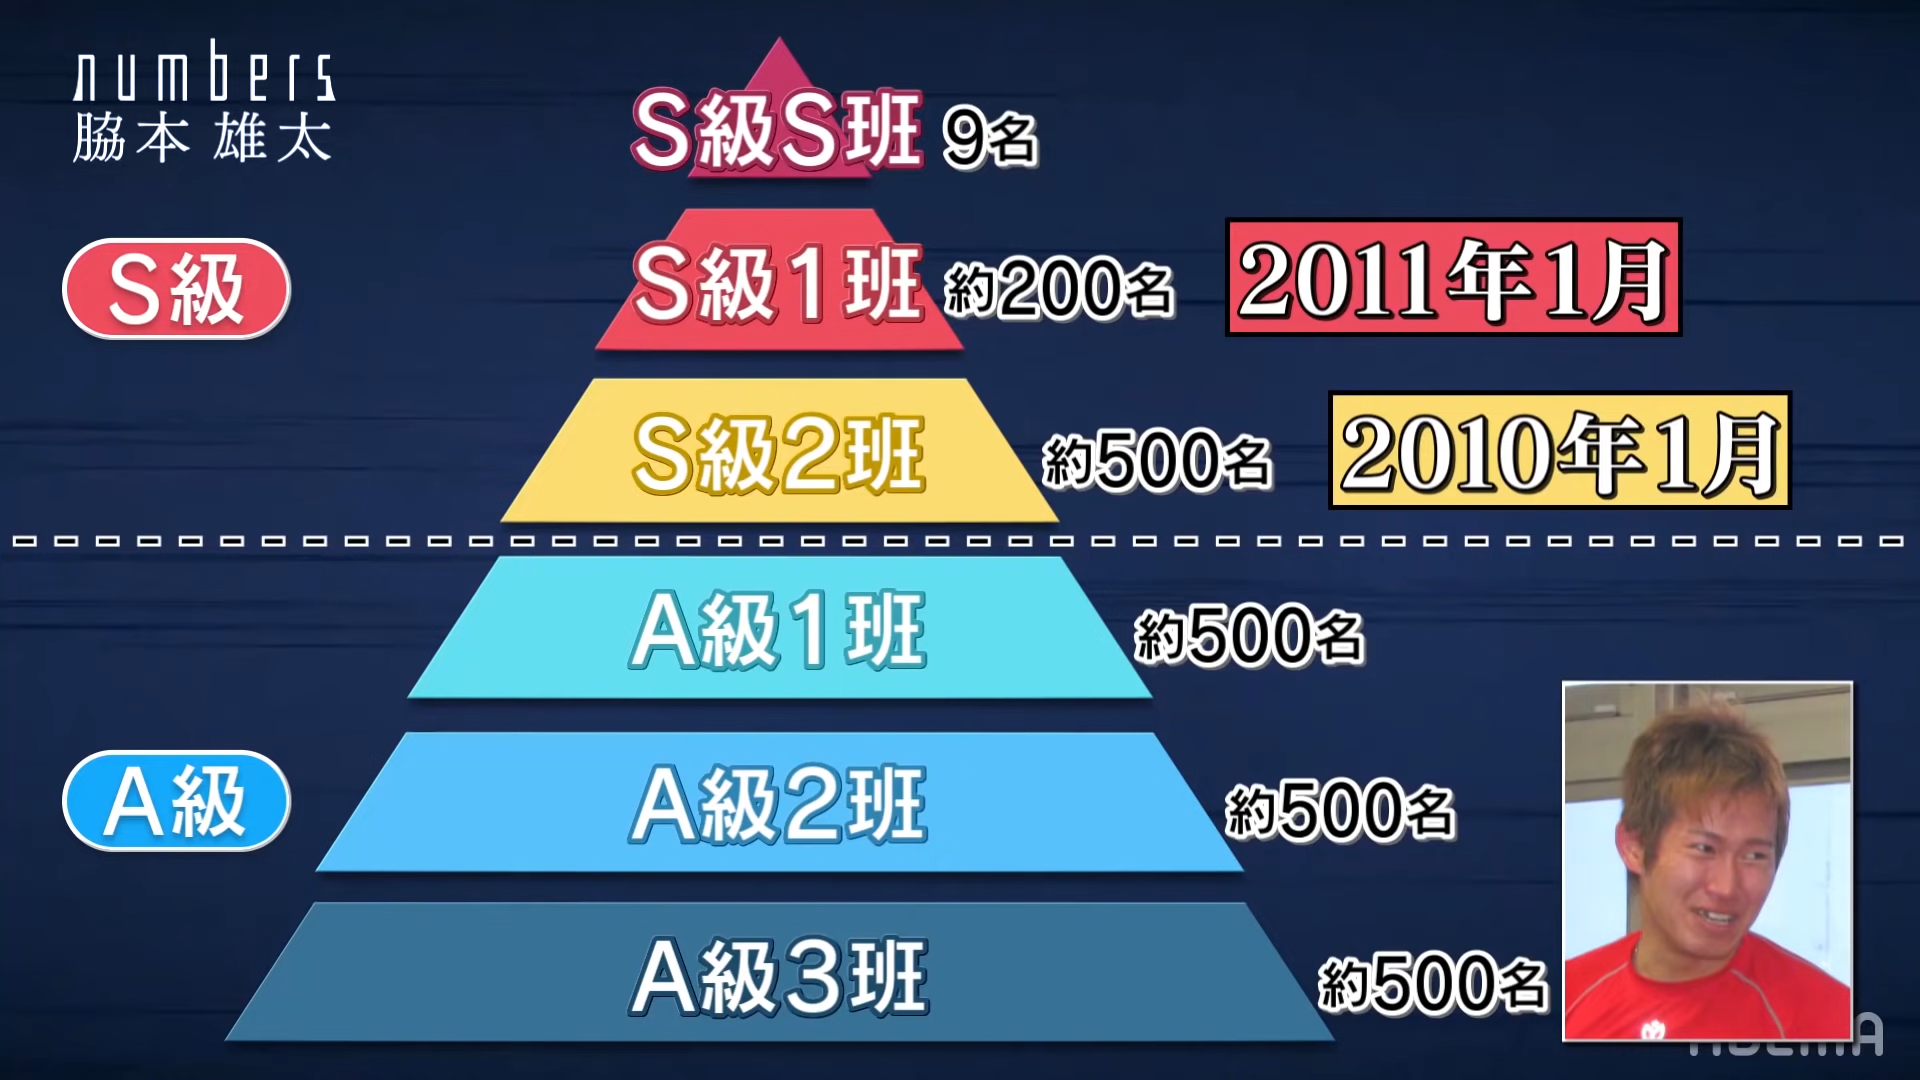 numbers
脇本 雄太
S級S班 9名
S級
S級1班 約200名 2011年1月
S級2班 約500名 2010年1月
A級1班 約500名
A級
A級2班 約500名
A級3班 約500名
ABEMA